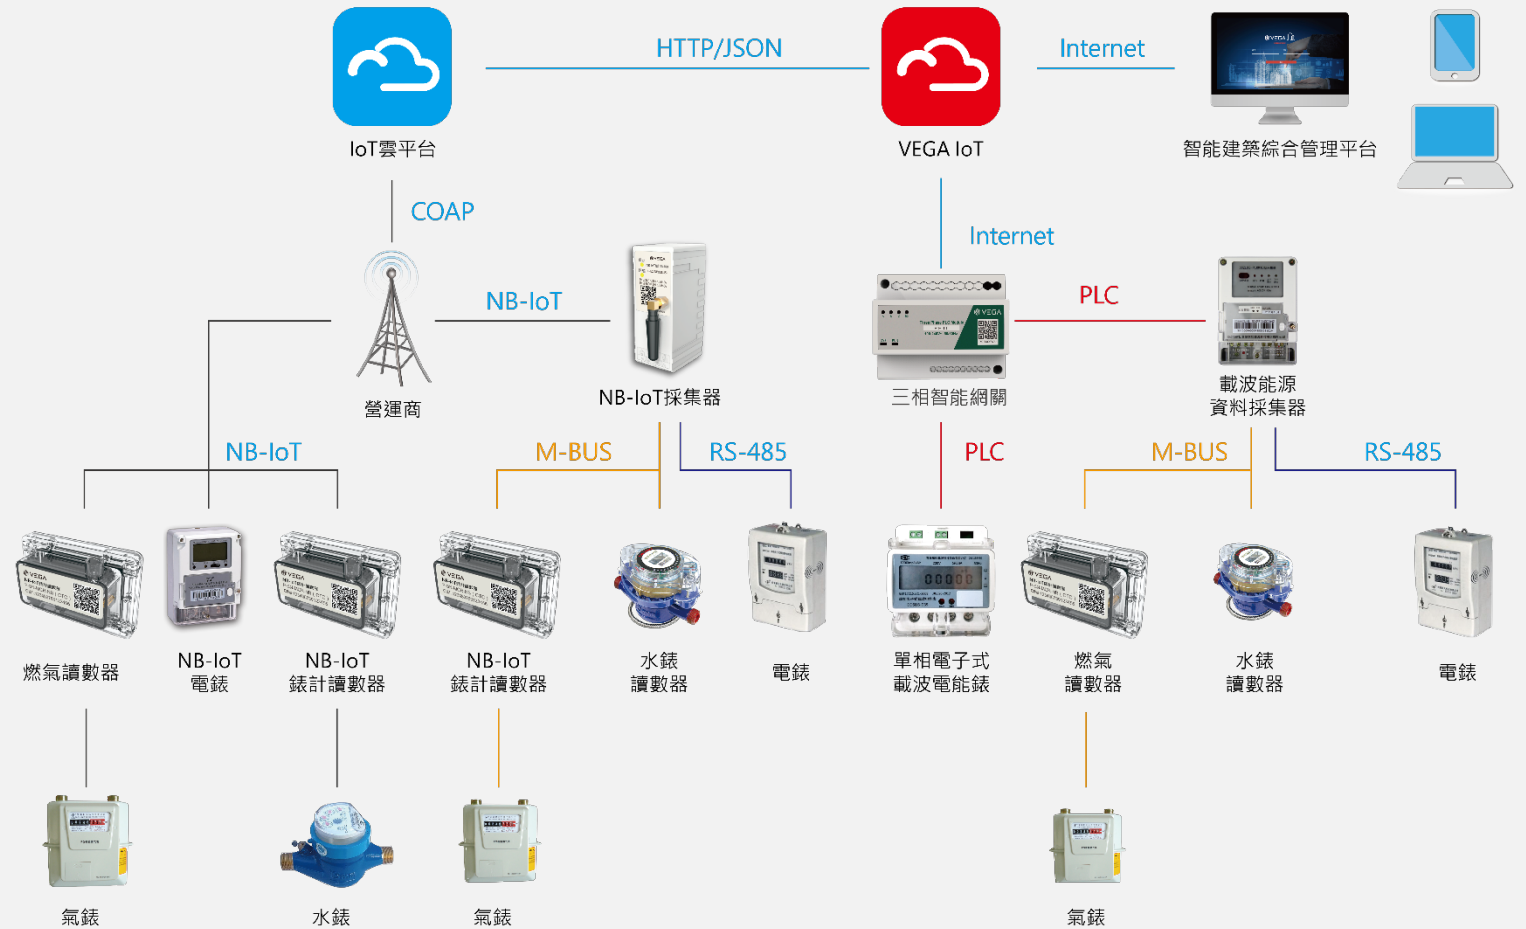 HTTP/JSON
Internet
IoT雲平台
VEGA IoT
智能建築綜合管理平台
COAP
Internet
NB-IoT
PLC
VEGA
營運商
NB-IoT採集器
三相智能網關
載波能源
資料採集器
NB-IoT
M-BUS
RS-485
PLC
M-BUS
RS-485
VEGA
VEGA
VEGA
VEGA
燃氣讀數器
NB-IoT
電錶
NB-IoT
錶計讀數器
NB-IoT
錶計讀數器
水錶
讀數器
電錶
單相電子式
載波電能錶
燃氣
讀數器
水錶
讀數器
電錶
氣錶
水錶
氣錶
氣錶